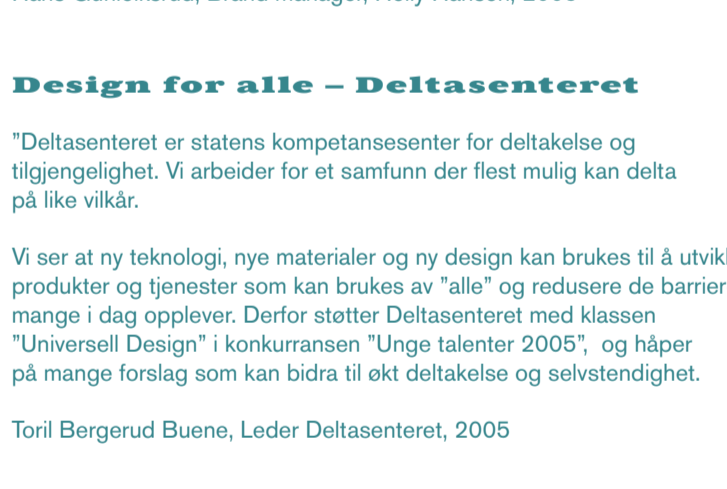 Design for alle – Deltasenteret
”Deltasenteret er statens kompetansesenter for deltakelse og
tilgjengelighet. Vi arbeider for et samfunn der flest mulig kan delta
på like vilkår.
Vi ser at ny teknologi, nye materialer og ny design kan brukes til å
produkter og tjenester som kan brukes av ”alle” og redusere de
mange i dag opplever. Derfor støtter Deltasenteret med klassen
”Universell Design” i konkurransen ”Unge talenter 2005”,  og håper
på mange forslag som kan bidra til økt deltakelse og selvstendighet.
Toril Bergerud Buene, Leder Deltasenteret, 2005